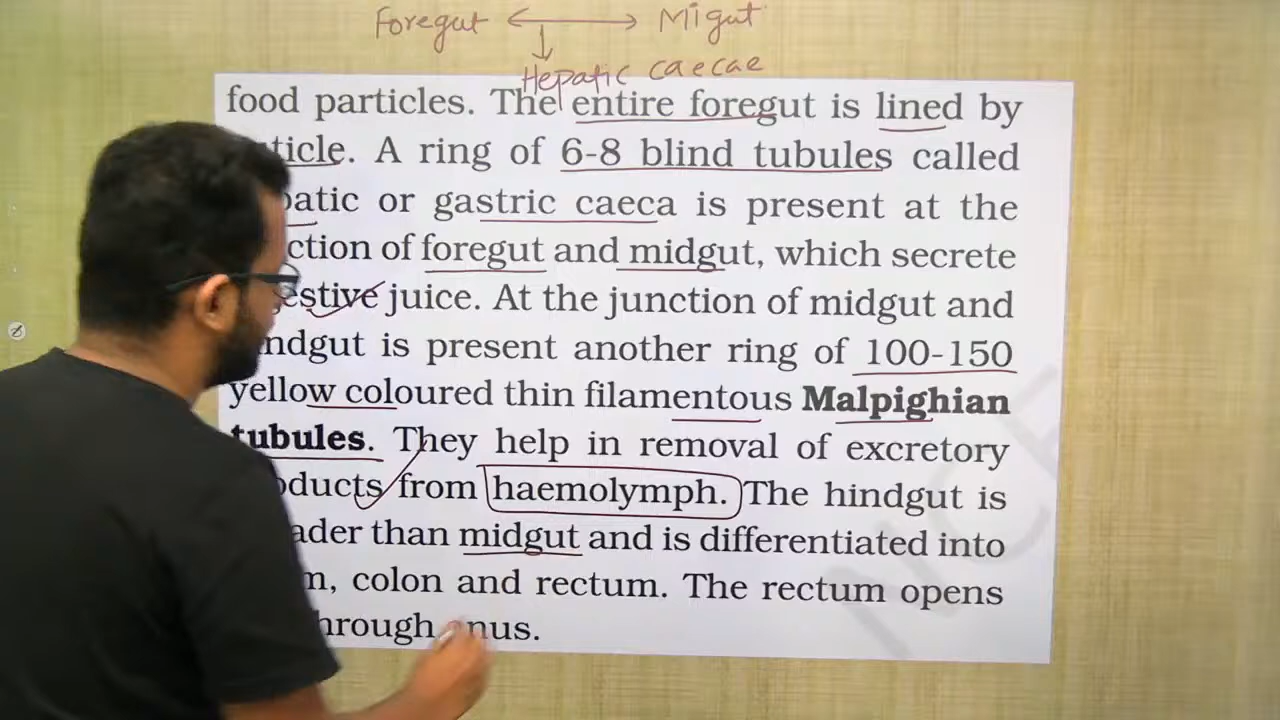 Foregut Migut
Hepatic caecae
food particles. The entire foregut is lined by
ticle. A ring of 6-8 blind tubules called
patic or gastric caeca is present at the
ction of foregut and midgut, which secrete
estive juice. At the junction of midgut and
ndgut is present another ring of 100-150
yellow coloured thin filamentous Malpighian
tubules. They help in removal of excretory
oducts from haemolymph. The hindgut is
ader than midgut and is differentiated into
m, colon and rectum. The rectum opens
hrough anus.